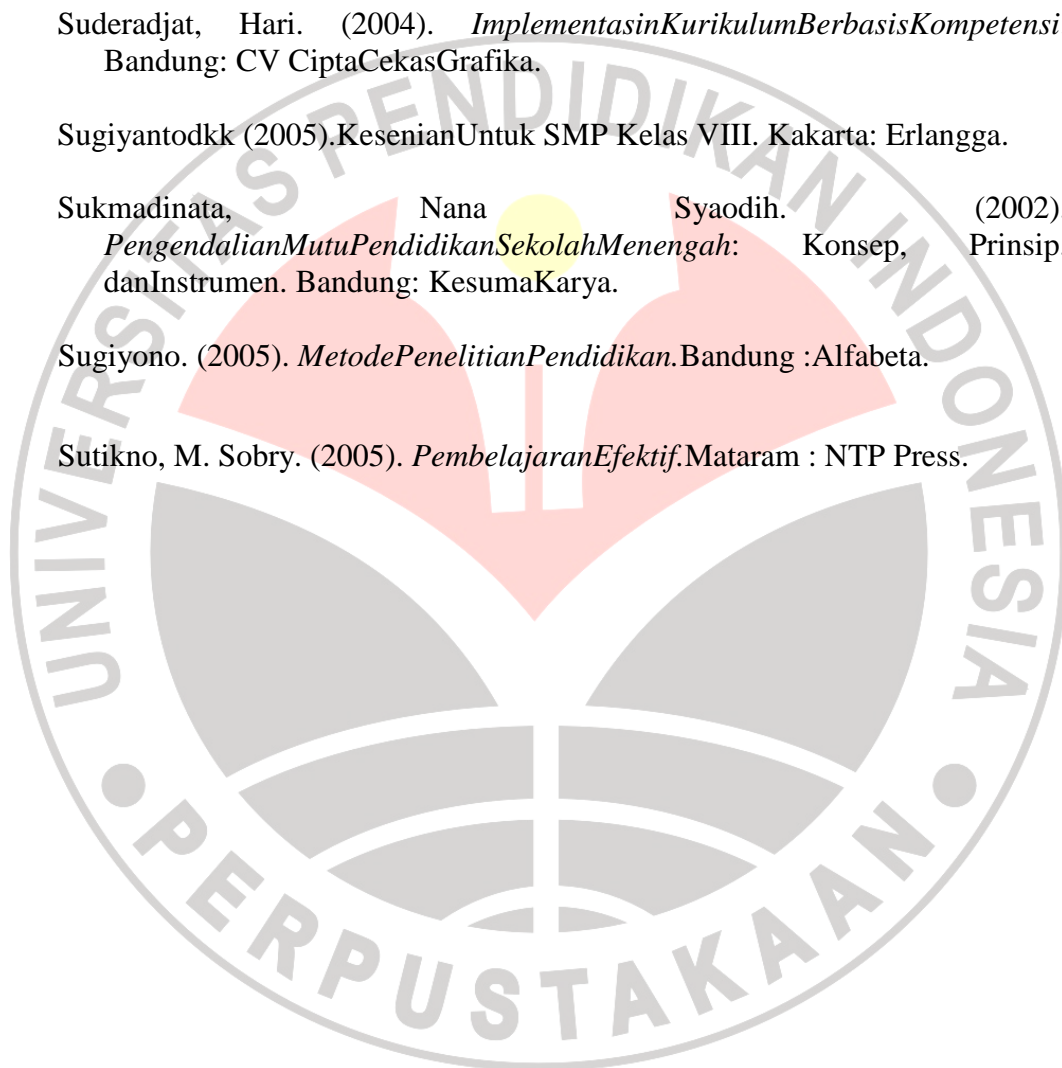 Suderadjat, Hari. (2004). ImplementasinKurikulumBerbasisKompetensi
Bandung: CV CiptaCekasGrafika.
Sugiyantodkk (2005).KesenianUntuk SMP Kelas VIII. Kakarta: Erlangga.
Sukmadinata, Nana Syaodih. (2002)
PengendalianMutuPendidikanSekolahMenengah: Konsep, Prinsip.
danInstrumen. Bandung: KesumaKarya.
Sugiyono. (2005). MetodePenelitianPendidikan.Bandung :Alfabeta.
Sutikno, M. Sobry. (2005). PembelajaranEfektif.Mataram : NTP Press.
UNIVERSITAS PENDIDIKAN INDONESIA
PERPUSTAKAAN